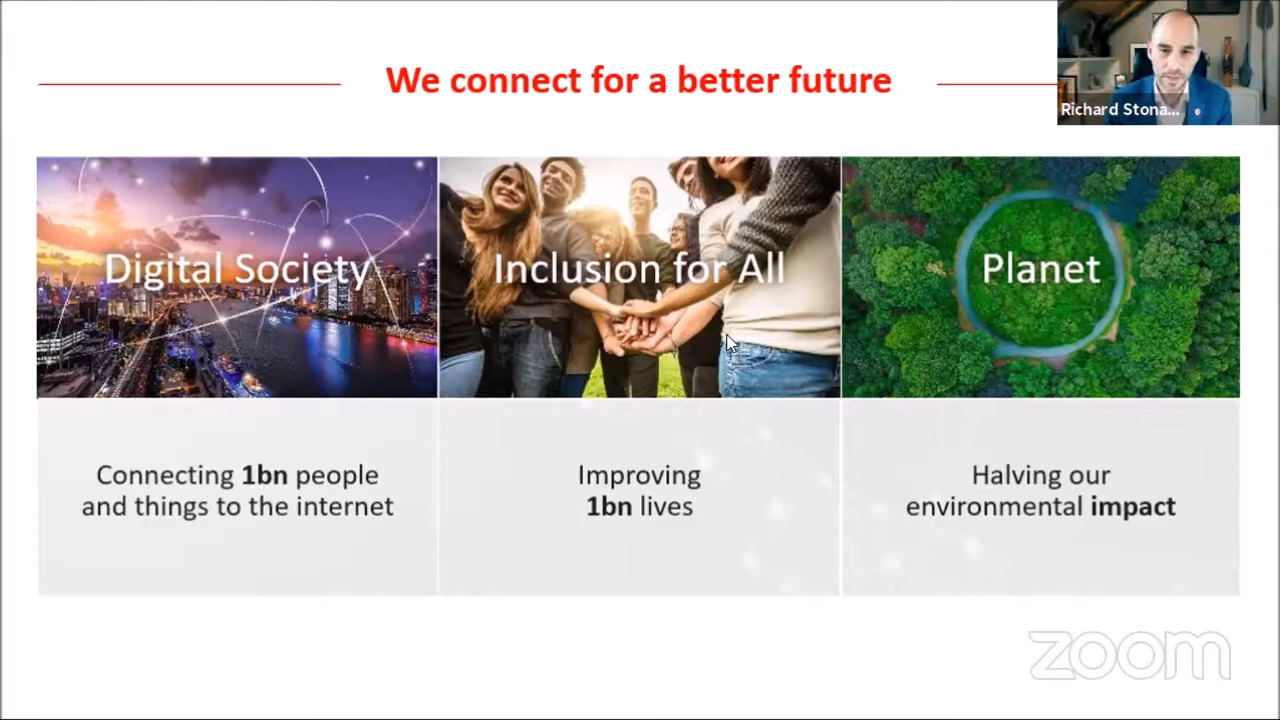 We connect for a better future
Richard Stona...
Digital Society
Inclusion for All
Planet
Connecting 1bn people
and things to the internet
Improving
1bn lives
Halving our
environmental impact
zoom